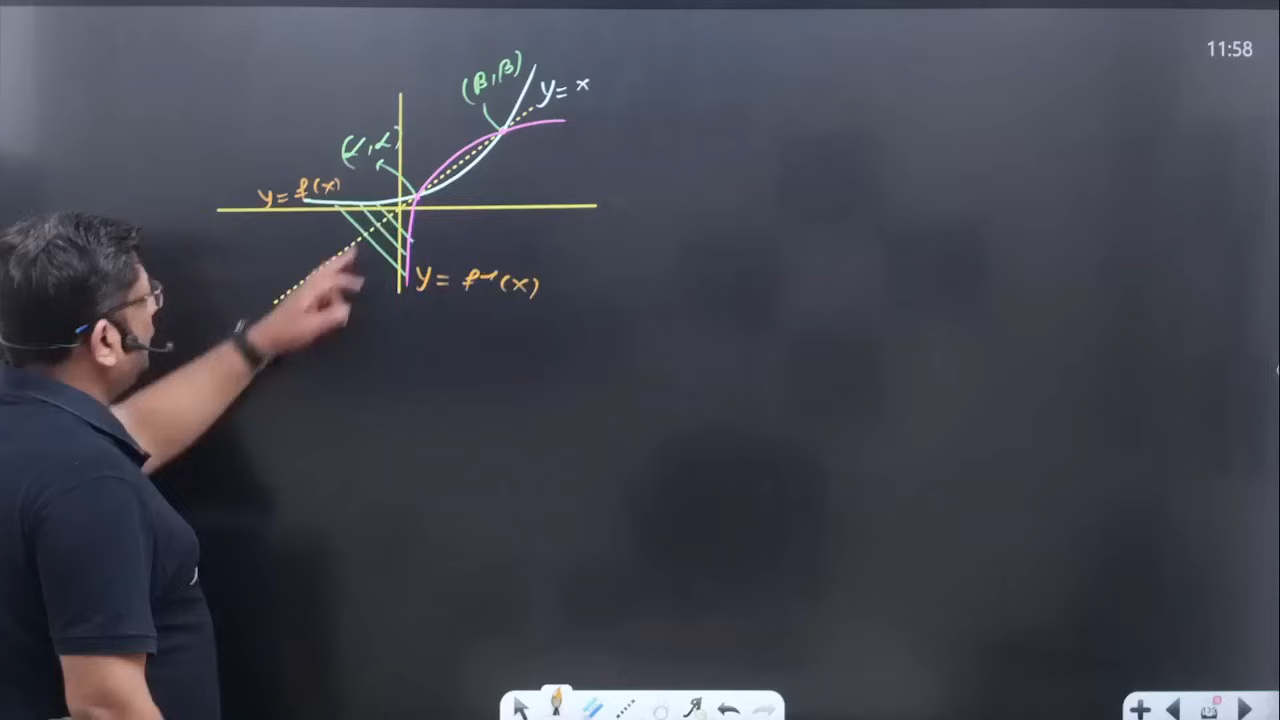 11:58
(β,β)
y = x
(α,α)
y = f(x)
y = f⁻¹(x)